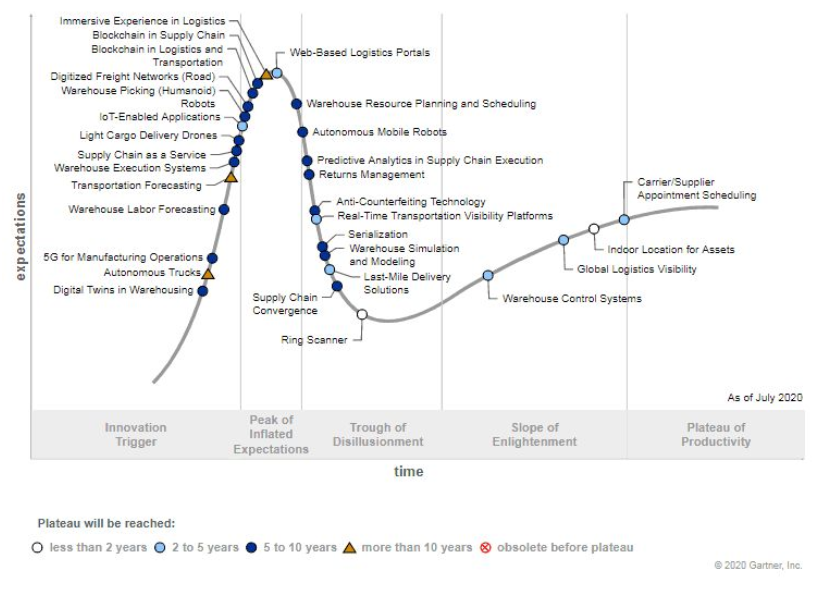 Immersive Experience in Logistics
Blockchain in Supply Chain
Blockchain in Logistics and
Transportation
Digitized Freight Networks (Road)
Warehouse Picking (Humanoid)
Robots
IoT-Enabled Applications
Light Cargo Delivery Drones
Supply Chain as a Service
Warehouse Execution Systems
Transportation Forecasting
Warehouse Labor Forecasting
5G for Manufacturing Operations
Autonomous Trucks
Digital Twins in Warehousing
Web-Based Logistics Portals
Warehouse Resource Planning and Scheduling
Autonomous Mobile Robots
Predictive Analytics in Supply Chain Execution
Returns Management
Anti-Counterfeiting Technology
Real-Time Transportation Visibility Platforms
Serialization
Warehouse Simulation
and Modeling
Last-Mile Delivery
Solutions
Supply Chain
Convergence
Ring Scanner
Carrier/Supplier
Appointment Scheduling
Indoor Location for Assets
Global Logistics Visibility
Warehouse Control Systems
expectations
As of July 2020
Innovation
Trigger
Peak of
Inflated
Expectations
Trough of
Disillusionment
Slope of
Enlightenment
Plateau of
Productivity
time
Plateau will be reached:
less than 2 years 2 to 5 years 5 to 10 years more than 10 years obsolete before plateau
© 2020 Gartner, Inc.